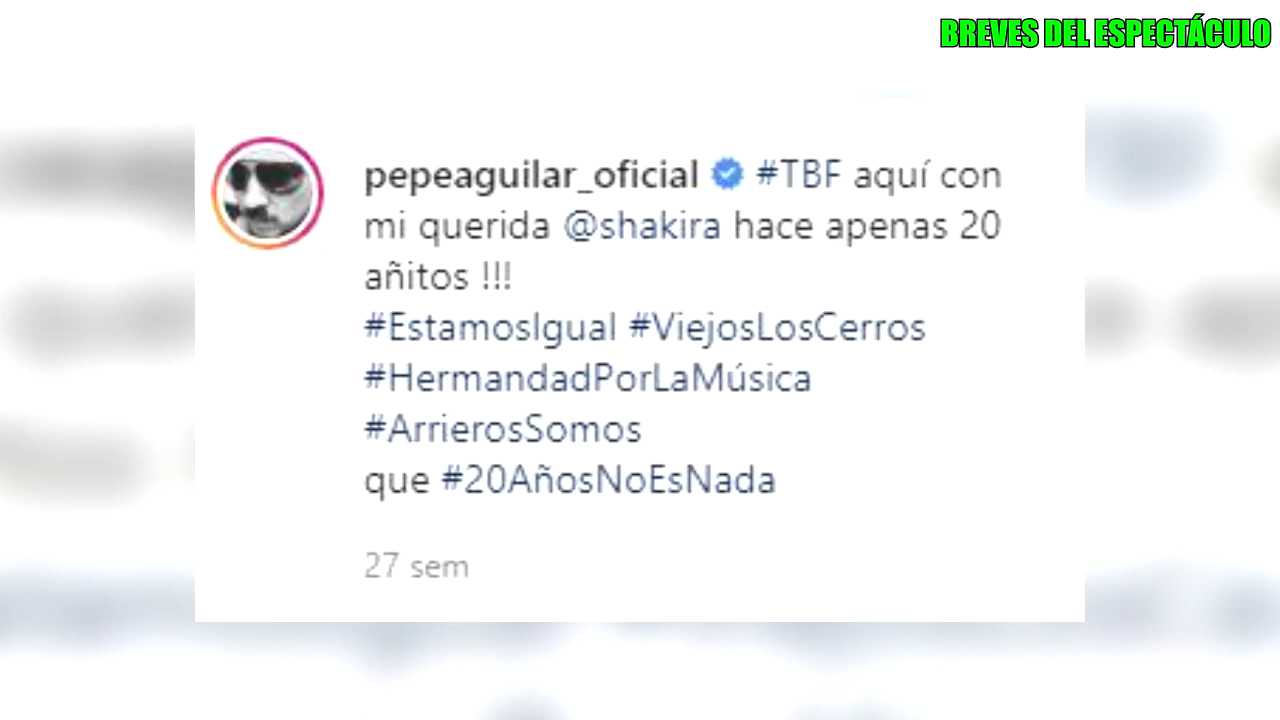 BREVES DEL ESPECTÁCULO
pepeaguilar_oficial #TBF aquí con
mi querida @shakira hace apenas 20
añitos !!!
#EstamosIgual #ViejosLosCerros
#HermandadPorLaMúsica
#ArrierosSomos
que #20AñosNoEsNada
27 sem